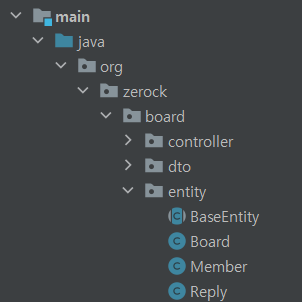 main
java
org
zerock
board
controller
dto
entity
BaseEntity
Board
Member
Reply